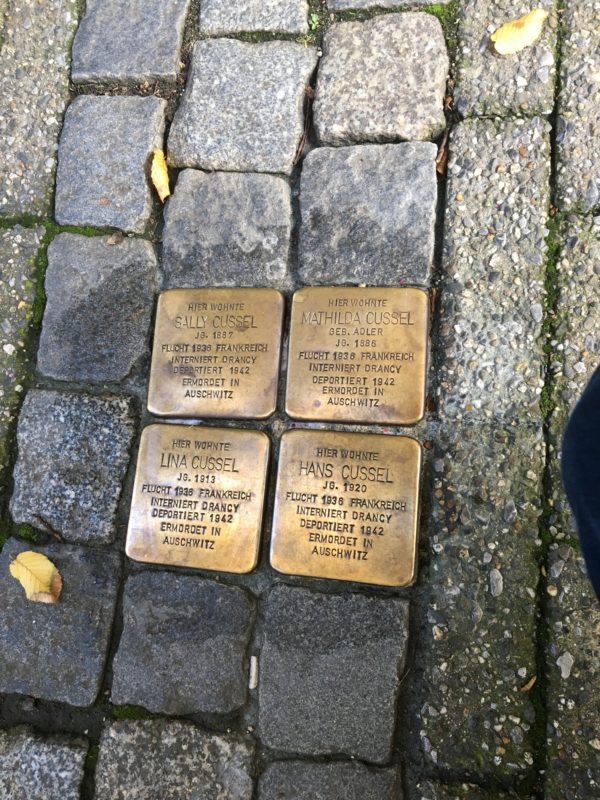 HIER WOHNTE
SALLY CUSSEL
JG. 1887
FLUCHT 1936 FRANKREICH
INTERNIERT DRANCY
DEPORTIERT 1942
ERMORDET IN
AUSCHWITZ
HIER WOHNTE
MATHILDA CUSSEL
GEB. ADLER
JG. 1886
FLUCHT 1936 FRANKREICH
INTERNIERT DRANCY
DEPORTIERT 1942
ERMORDET IN
AUSCHWITZ
HIER WOHNTE
LINA CUSSEL
JG. 1913
FLUCHT 1936 FRANKREICH
INTERNIERT DRANCY
DEPORTIERT 1942
ERMORDET IN
AUSCHWITZ
HIER WOHNTE
HANS CUSSEL
JG. 1920
FLUCHT 1936 FRANKREICH
INTERNIERT DRANCY
DEPORTIERT 1942
ERMORDET IN
AUSCHWITZ